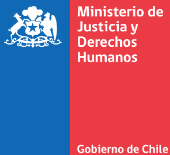 Ministerio de
Justicia y
Derechos
Humanos
Gobierno de Chile